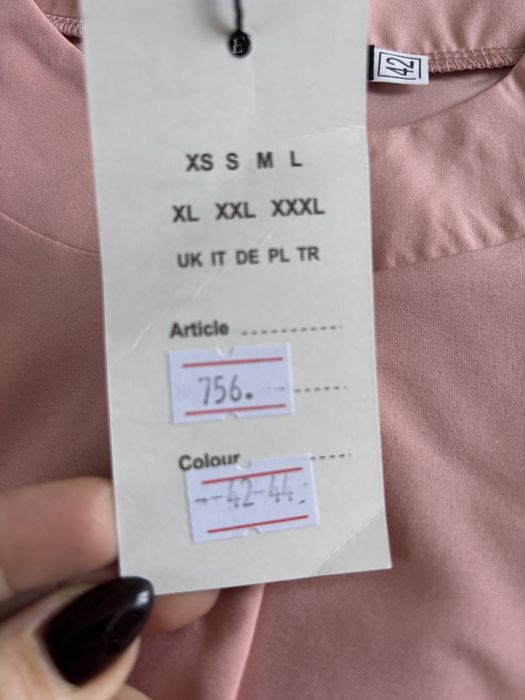 E
42
XS S M L
XL XXL XXXL
UK IT DE PL TR
Article
756.
Colour
--42-44-